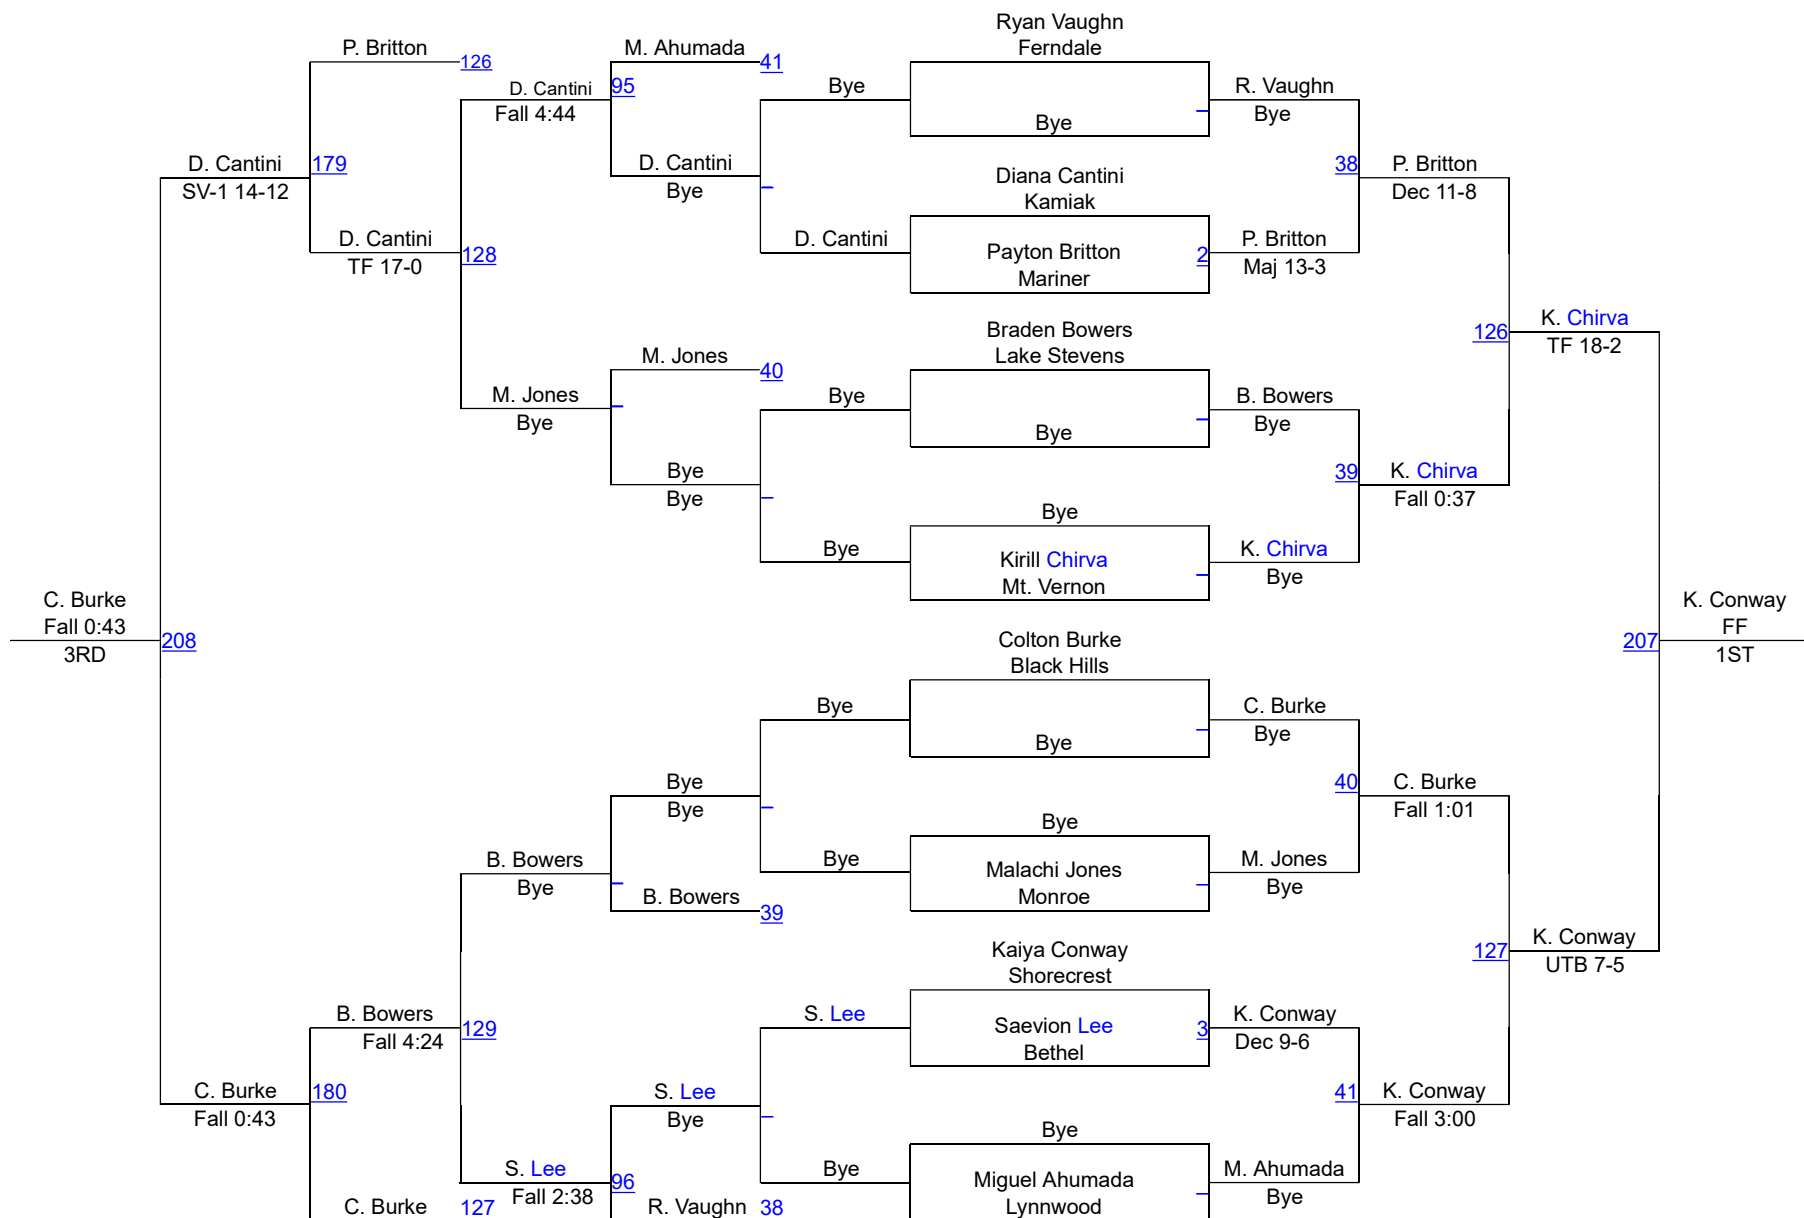 Ryan Vaughn
Ferndale
P. Britton
126
M. Ahumada
41
D. Cantini
95
Fall 4:44
Bye
Bye
R. Vaughn
Bye
D. Cantini
SV-1 14-12
179
D. Cantini
Bye
38
P. Britton
Dec 11-8
Diana Cantini
Kamiak
D. Cantini
TF 17-0
128
D. Cantini
Payton Britton
Mariner
2
P. Britton
Maj 13-3
Braden Bowers
Lake Stevens
126
K. Chirva
TF 18-2
M. Jones
40
M. Jones
Bye
Bye
Bye
B. Bowers
Bye
Bye
Bye
39
K. Chirva
Fall 0:37
Bye
Bye
Kirill Chirva
Mt. Vernon
K. Chirva
Bye
C. Burke
Fall 0:43
3RD
208
Colton Burke
Black Hills
207
K. Conway
FF
1ST
Bye
Bye
C. Burke
Bye
Bye
Bye
40
C. Burke
Fall 1:01
Bye
B. Bowers
Bye
Bye
Malachi Jones
Monroe
M. Jones
Bye
B. Bowers
39
Kaiya Conway
Shorecrest
127
K. Conway
UTB 7-5
B. Bowers
Fall 4:24
129
S. Lee
Saevion Lee
Bethel
3
K. Conway
Dec 9-6
C. Burke
Fall 0:43
180
S. Lee
Bye
41
K. Conway
Fall 3:00
Bye
S. Lee
Fall 2:38
96
Bye
Miguel Ahumada
Lynnwood
M. Ahumada
Bye
C. Burke
127
R. Vaughn
38